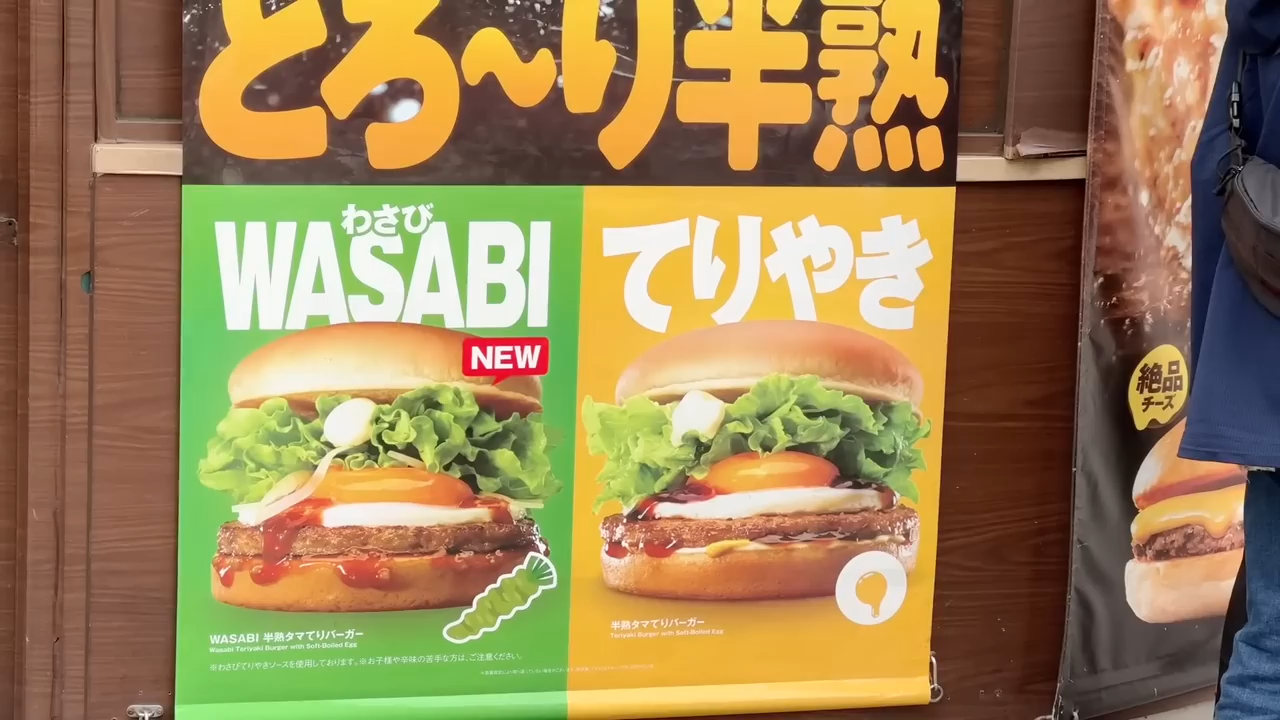 とろ〜り半熟
わさび
WASABI
NEW
WASABI 半熟タマてりバーガー
Wasabi Teriyaki Burger with Soft-Boiled Egg
※わさびてりやきソースを使用しております。※お子様や辛味の苦手な方は、ご注意ください。
てりやき
半熟タマてりバーガー
Teriyaki Burger with Soft-Boiled Egg
絶品
チーズ